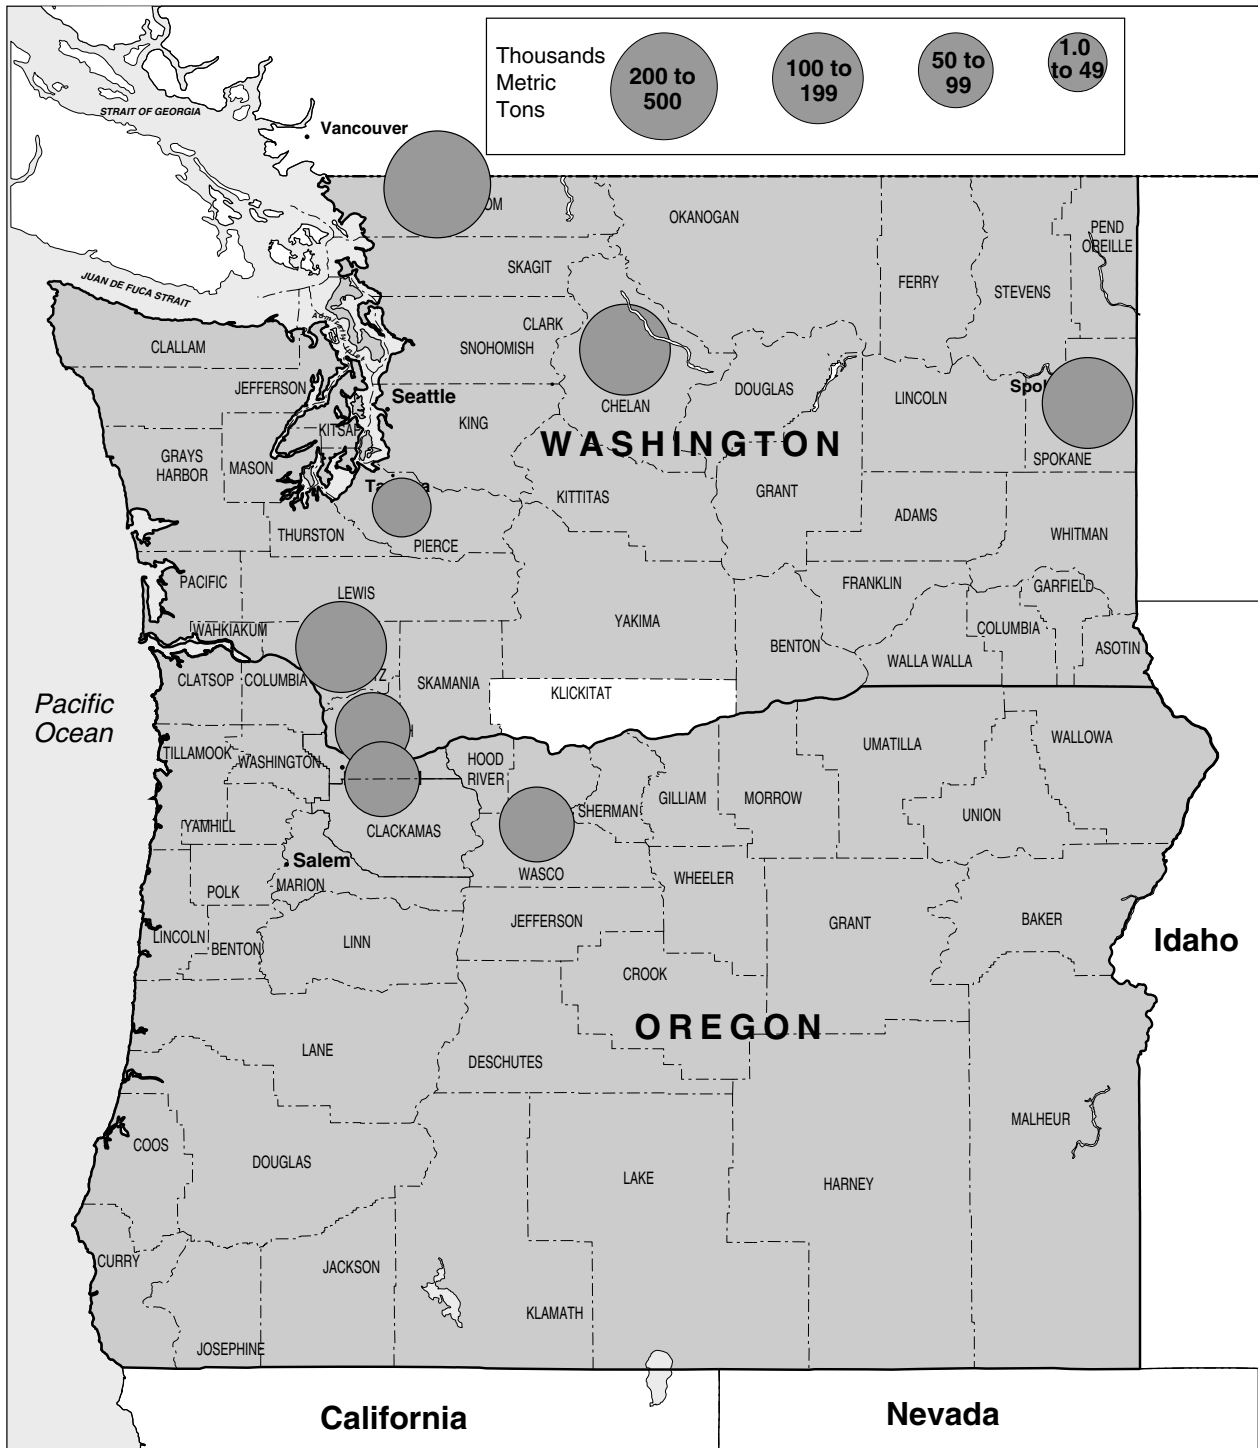 Thousands
Metric
Tons
200 to
500
100 to
199
50 to
99
1.0
to 49
STRAIT OF GEORGIA
Vancouver
OM
OKANOGAN
PEND
OREILLE
SKAGIT
JUAN DE FUCA STRAIT
FERRY
STEVENS
CLARK
CLALLAM
SNOHOMISH
JEFFERSON
Seattle
DOUGLAS
Spo
LINCOLN
CHELAN
KING
KITSAP
WASHINGTON
GRAYS
HARBOR
MASON
SPOKANE
Ta a
KITTITAS
GRANT
ADAMS
THURSTON
PIERCE
WHITMAN
PACIFIC
LEWIS
FRANKLIN
GARFIELD
WAHKIAKUM
YAKIMA
BENTON
COLUMBIA
ASOTIN
WALLA WALLA
CLATSOP
COLUMBIA
TZ
SKAMANIA
KLICKITAT
Pacific
Ocean
TILLAMOOK
WASHINGTON
HOOD
RIVER
UMATILLA
WALLOWA
GILLIAM
MORROW
SHERMAN
UNION
YAMHILL
CLACKAMAS
Salem
WASCO
WHEELER
POLK
MARION
JEFFERSON
GRANT
BAKER
LINCOLN
BENTON
LINN
Idaho
CROOK
OREGON
LANE
DESCHUTES
MALHEUR
COOS
DOUGLAS
LAKE
HARNEY
CURRY
JACKSON
KLAMATH
JOSEPHINE
California
Nevada